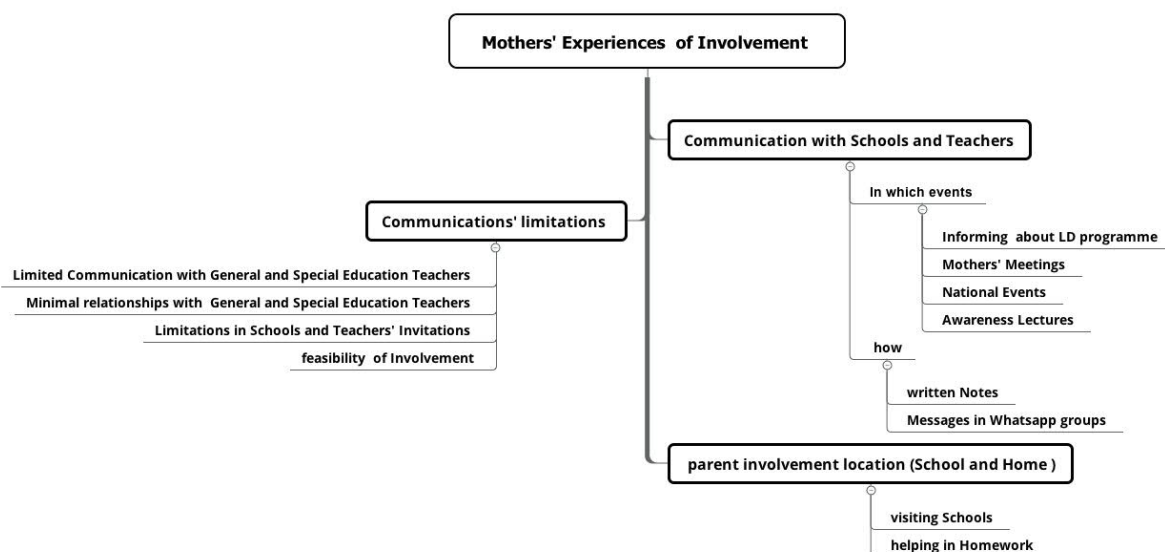 Mothers' Experiences of Involvement
Communication with Schools and Teachers
In which events
Informing about LD programme
Mothers' Meetings
National Events
Awareness Lectures
how
written Notes
Messages in Whatsapp groups
Communications' limitations
Limited Communication with General and Special Education Teachers
Minimal relationships with General and Special Education Teachers
Limitations in Schools and Teachers' Invitations
feasibility of Involvement
parent involvement location (School and Home )
visiting Schools
helping in Homework